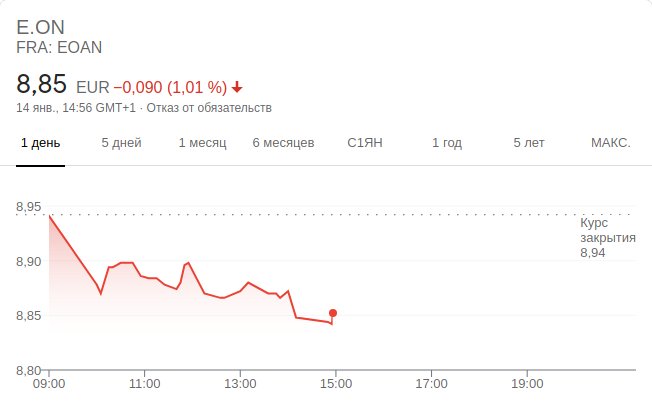 E.ON
FRA: EOAN
8,85 EUR −0,090 (1,01 %)
14 янв., 14:56 GMT+1 · Отказ от обязательств
1 день 5 дней 1 месяц 6 месяцев С1ЯН 1 год 5 лет МАКС.
8,95
Курс
закрытия
8,94
8,90
8,85
8,80
09:00 11:00 13:00 15:00 17:00 19:00